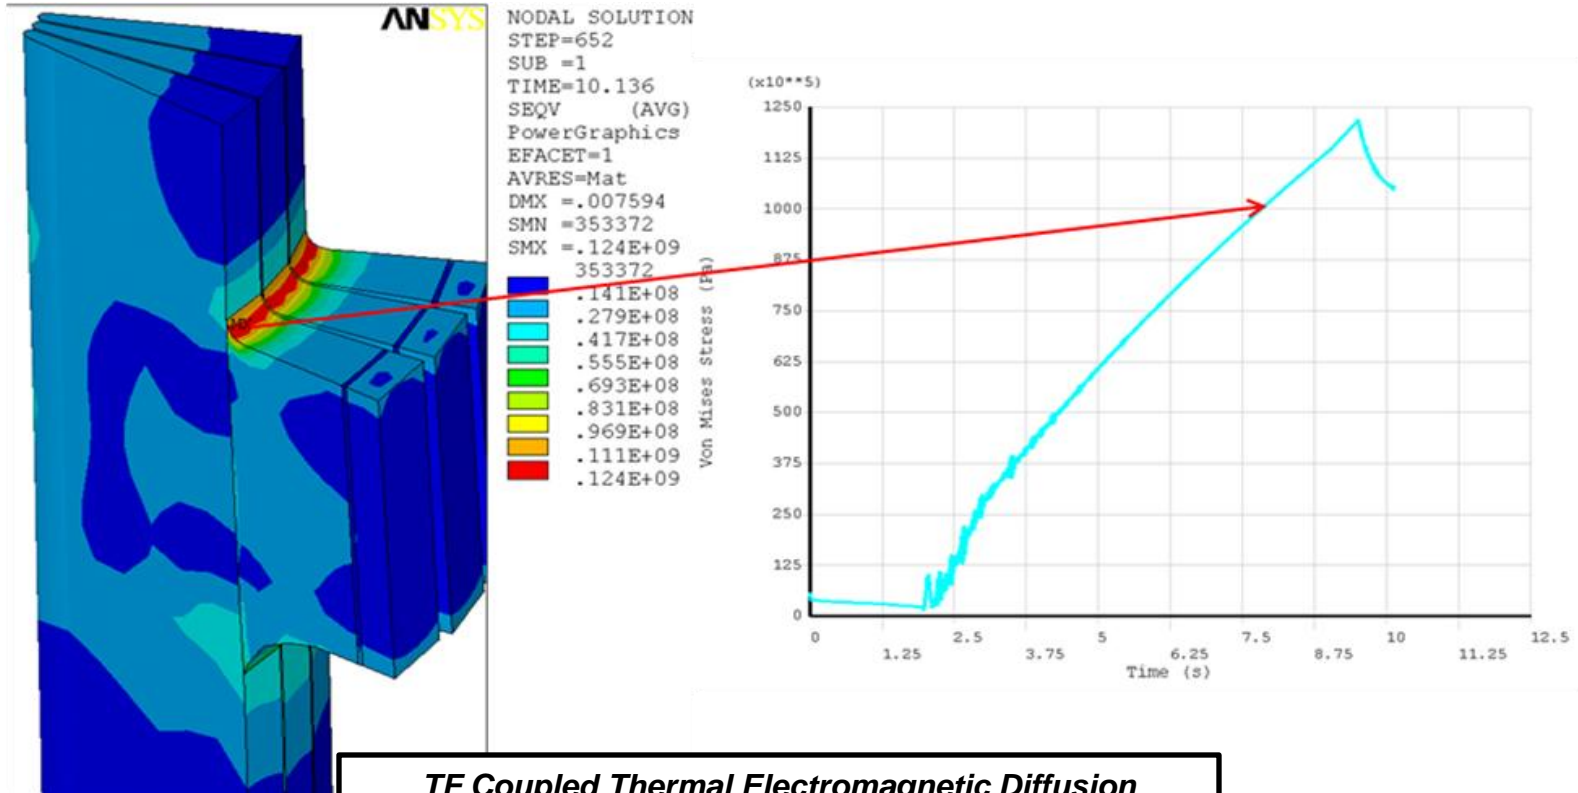 ANSYS
NODAL SOLUTION
STEP=652
SUB =1
TIME=10.136
SEQV (AVG)
PowerGraphics
EFACET=1
AVRES=Mat
DMX =.007594
SMN =353372
SMX =.124E+09
353372
.141E+08
.279E+08
.417E+08
.555E+08
.693E+08
.831E+08
.969E+08
.111E+09
.124E+09
(x10**5)
1250
1125
1000
875
750
625
500
375
250
125
0
Von Mises Stress (Pa)
0
2.5
5
7.5
10
12.5
1.25
3.75
6.25
8.75
11.25
Time (s)
TF Coupled Thermal Electromagnetic Diffusion